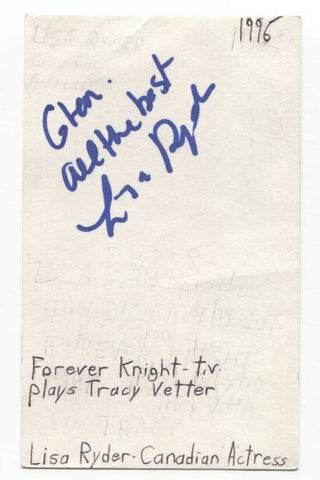 1996
Glen.
all the best
Lisa Ryder
Forever Knight - t.v.
plays Tracy Vetter
Lisa Ryder - Canadian Actress